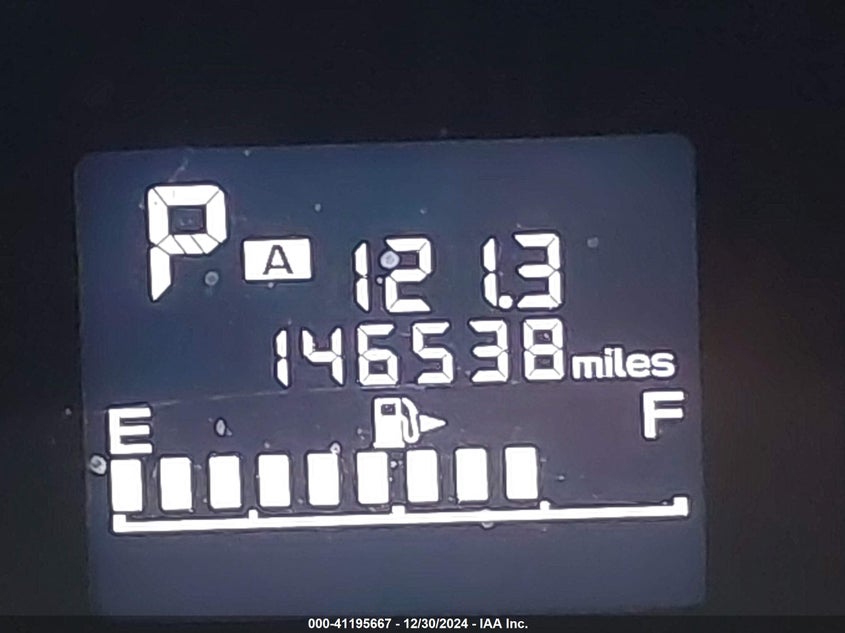 P A 121.3
146538 miles
E F
000-41195667 - 12/30/2024 - IAA Inc.